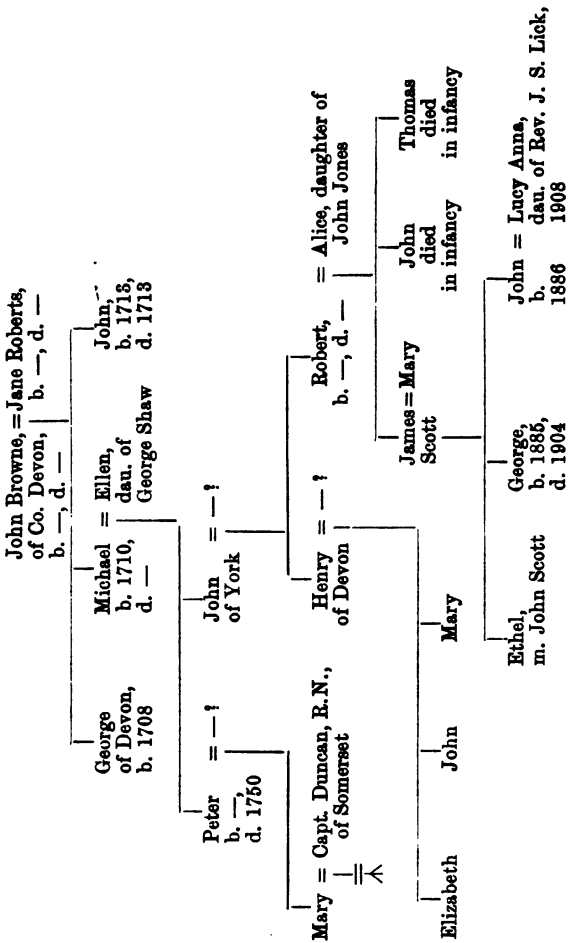 John Browne, = Jane Roberts,
of Co. Devon, b. —, d. —
b. —, d. —
George
of Devon,
b. 1708
Michael = Ellen,
b. 1710, dau. of
d. — George Shaw
John,
b. 1713,
d. 1713
Peter = — ?
b. —,
d. 1750
John = — ?
of York
Mary = Capt. Duncan, R.N.,
of Somerset
Henry = — ?
of Devon
Robert, = Alice, daughter of
b. —, d. — John Jones
Elizabeth
John
Mary
James = Mary
Scott
John
died
in infancy
Thomas
died
in infancy
Ethel,
m. John Scott
George,
b. 1885,
d. 1904
John = Lucy Anna,
b. dau. of Rev. J. S. Lick,
1886 1908